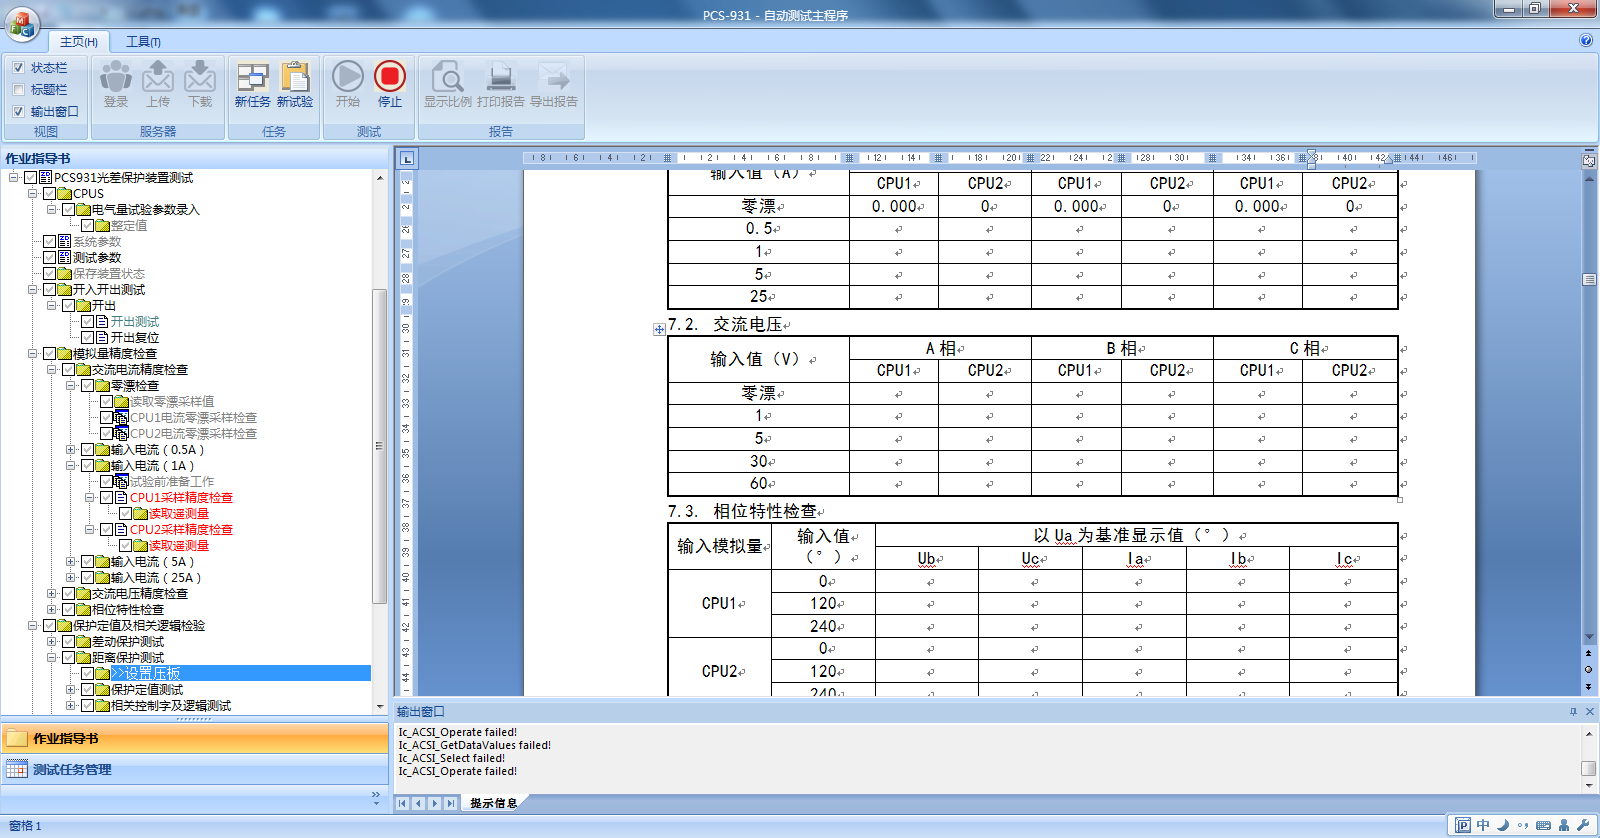 PCS-931 - 自动测试主程序
主页(H) 工具(T)
状态栏
标题栏
输出窗口
视图
登录 上传 下载
服务器
新任务 新试验
任务
开始 停止
测试
显示比例 打印报告 导出报告
报告
作业指导书
PCS931光差保护装置测试
CPUS
电气量试验参数录入
整定值
系统参数
测试参数
保存装置状态
开入开出测试
开出
开出测试
开出复位
模拟量精度检查
交流电流精度检查
零漂检查
读取零漂采样值
CPU1电流零漂采样检查
CPU2电流零漂采样检查
输入电流(0.5A)
输入电流(1A)
试验前准备工作
CPU1采样精度检查
读取遥测量
CPU2采样精度检查
读取遥测量
输入电流(5A)
输入电流(25A)
交流电压精度检查
相位特性检查
保护定值及相关逻辑检验
差动保护测试
距离保护测试
>>设置压板
保护定值测试
相关控制字及逻辑测试
作业指导书
测试任务管理
输入值(A)
CPU1 CPU2 CPU1 CPU2 CPU1 CPU2
零漂 0.000 0 0.000 0 0.000 0
0.5
1
5
25
7.2. 交流电压
输入值(V) A相 B相 C相
CPU1 CPU2 CPU1 CPU2 CPU1 CPU2
零漂
1
5
30
60
7.3. 相位特性检查
输入模拟量 输入值(°) 以Ua为基准显示值(°)
Ub Uc Ia Ib Ic
CPU1
0
120
240
CPU2
0
120
240
输出窗口
Ic_ACSI_Operate failed!
Ic_ACSI_GetDataValues failed!
Ic_ACSI_Select failed!
Ic_ACSI_Operate failed!
提示信息
窗格 1
中